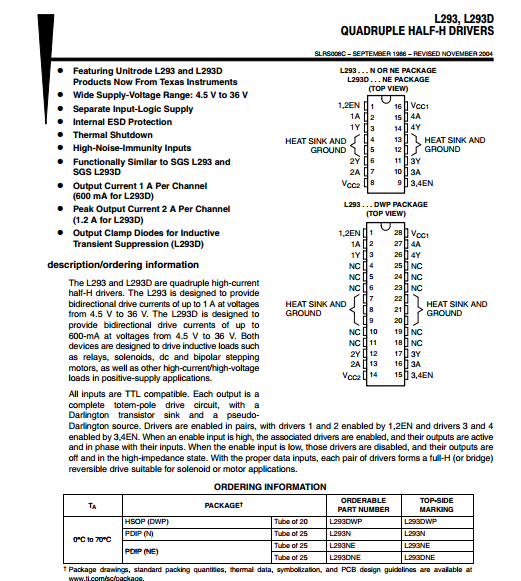 L293, L293D
QUADRUPLE HALF-H DRIVERS
SLRS008C – SEPTEMBER 1986 – REVISED NOVEMBER 2004
● Featuring Unitrode L293 and L293D
Products Now From Texas Instruments
● Wide Supply-Voltage Range: 4.5 V to 36 V
● Separate Input-Logic Supply
● Internal ESD Protection
● Thermal Shutdown
● High-Noise-Immunity Inputs
● Functionally Similar to SGS L293 and
SGS L293D
● Output Current 1 A Per Channel
(600 mA for L293D)
● Peak Output Current 2 A Per Channel
(1.2 A for L293D)
● Output Clamp Diodes for Inductive
Transient Suppression (L293D)
description/ordering information
The L293 and L293D are quadruple high-current
half-H drivers. The L293 is designed to provide
bidirectional drive currents of up to 1 A at voltages
from 4.5 V to 36 V. The L293D is designed to
provide bidirectional drive currents of up to
600-mA at voltages from 4.5 V to 36 V. Both
devices are designed to drive inductive loads such
as relays, solenoids, dc and bipolar stepping
motors, as well as other high-current/high-voltage
loads in positive-supply applications.
All inputs are TTL compatible. Each output is a
complete totem-pole drive circuit, with a
Darlington transistor sink and a pseudo-
L293 . . . N OR NE PACKAGE
L293D . . . NE PACKAGE
(TOP VIEW)
1,2EN 1 16 VCC1
1A 2 15 4A
1Y 3 14 4Y
HEAT SINK AND 4 13 HEAT SINK AND
GROUND 5 12 GROUND
2Y 6 11 3Y
2A 7 10 3A
VCC2 8 9 3,4EN
L293 . . . DWP PACKAGE
(TOP VIEW)
1,2EN 1 28 VCC1
1A 2 27 4A
1Y 3 26 4Y
NC 4 25 NC
NC 5 24 NC
NC 6 23 NC
7 22
HEAT SINK AND 8 21 HEAT SINK AND
GROUND 9 20 GROUND
NC 10 19 NC
NC 11 18 NC
2Y 12 17 3Y
2A 13 16 3A
VCC2 14 15 3,4EN
Darlington source. Drivers are enabled in pairs, with drivers 1 and 2 enabled by 1,2EN and drivers 3 and 4
enabled by 3,4EN. When an enable input is high, the associated drivers are enabled, and their outputs are active
and in phase with their inputs. When the enable input is low, those drivers are disabled, and their outputs are
off and in the high-impedance state. With the proper data inputs, each pair of drivers forms a full-H (or bridge)
reversible drive suitable for solenoid or motor applications.
ORDERING INFORMATION
TA PACKAGE† ORDERABLE PART NUMBER TOP-SIDE MARKING
0°C to 70°C
HSOP (DWP) Tube of 20 L293DWP L293DWP
PDIP (N) Tube of 25 L293N L293N
PDIP (NE) Tube of 25 L293NE L293NE
Tube of 25 L293DNE L293DNE
† Package drawings, standard packing quantities, thermal data, symbolization, and PCB design guidelines are available at
www.ti.com/sc/package.